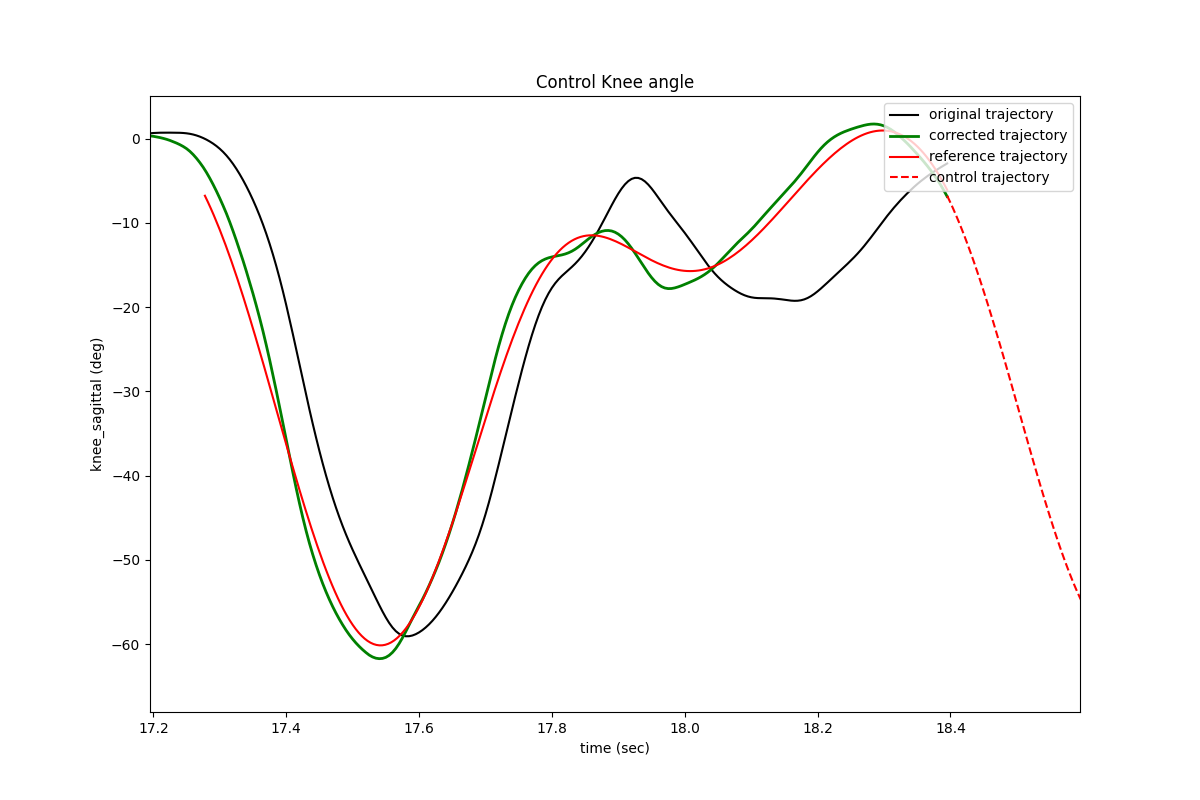 Control Knee angle
original trajectory
corrected trajectory
reference trajectory
control trajectory
0
−10
−20
−30
−40
−50
−60
knee_sagittal (deg)
17.2 17.4 17.6 17.8 18.0 18.2 18.4
time (sec)